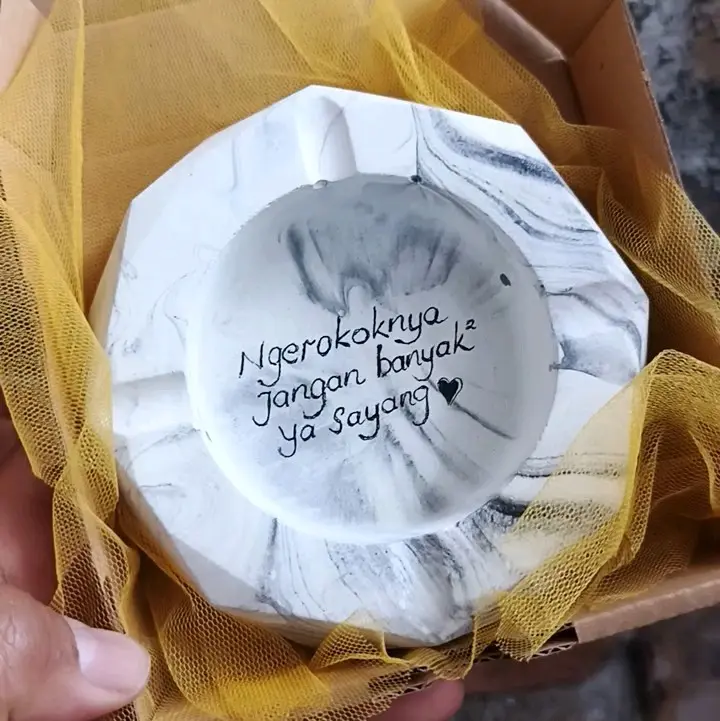 Ngerokoknya
jangan banyak²
ya sayang ♥